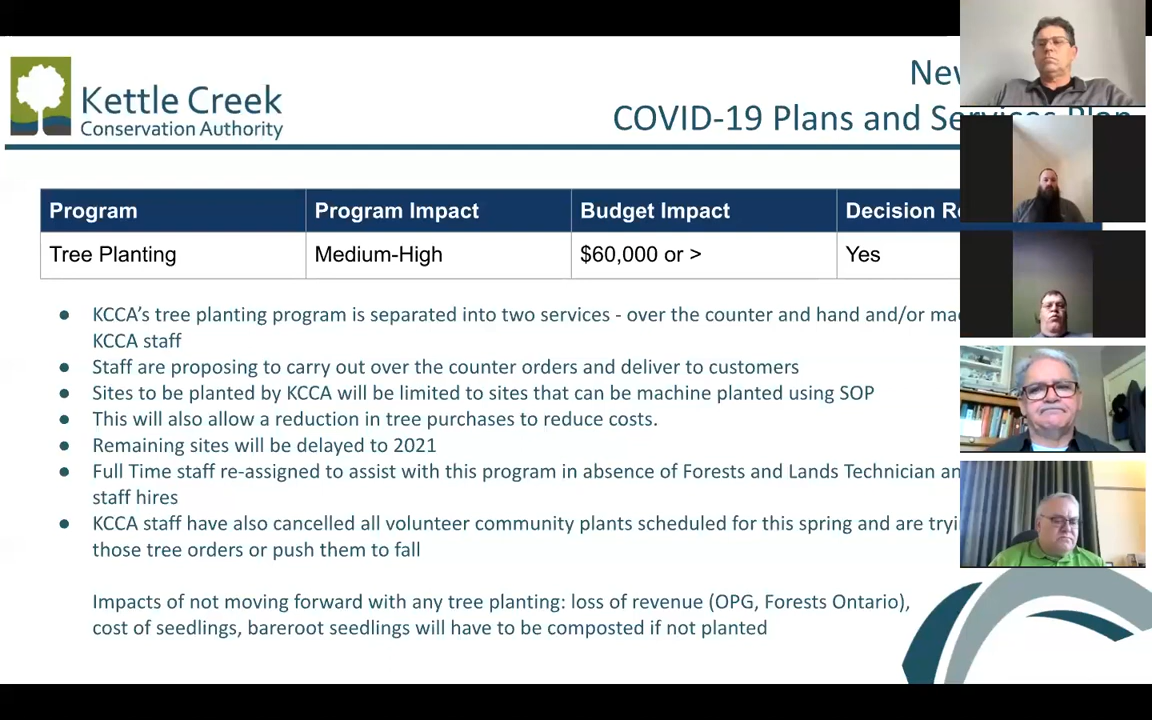 Kettle Creek
Conservation Authority
COVID-19 Plans and Services Plan
Program Program Impact Budget Impact Decision
Tree Planting Medium-High $60,000 or > Yes
● KCCA's tree planting program is separated into two services - over the counter and hand and/or
KCCA staff
● Staff are proposing to carry out over the counter orders and deliver to customers
● Sites to be planted by KCCA will be limited to sites that can be machine planted using SOP
● This will also allow a reduction in tree purchases to reduce costs.
● Remaining sites will be delayed to 2021
● Full Time staff re-assigned to assist with this program in absence of Forests and Lands Technician
staff hires
● KCCA staff have also cancelled all volunteer community plants scheduled for this spring and are
those tree orders or push them to fall
Impacts of not moving forward with any tree planting: loss of revenue (OPG, Forests Ontario),
cost of seedlings, bareroot seedlings will have to be composted if not planted